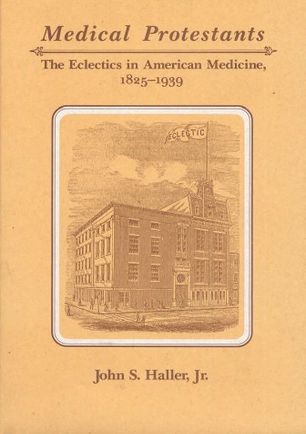 Medical Protestants
The Eclectics in American Medicine,
1825–1939
ECLECTIC
John S. Haller, Jr.